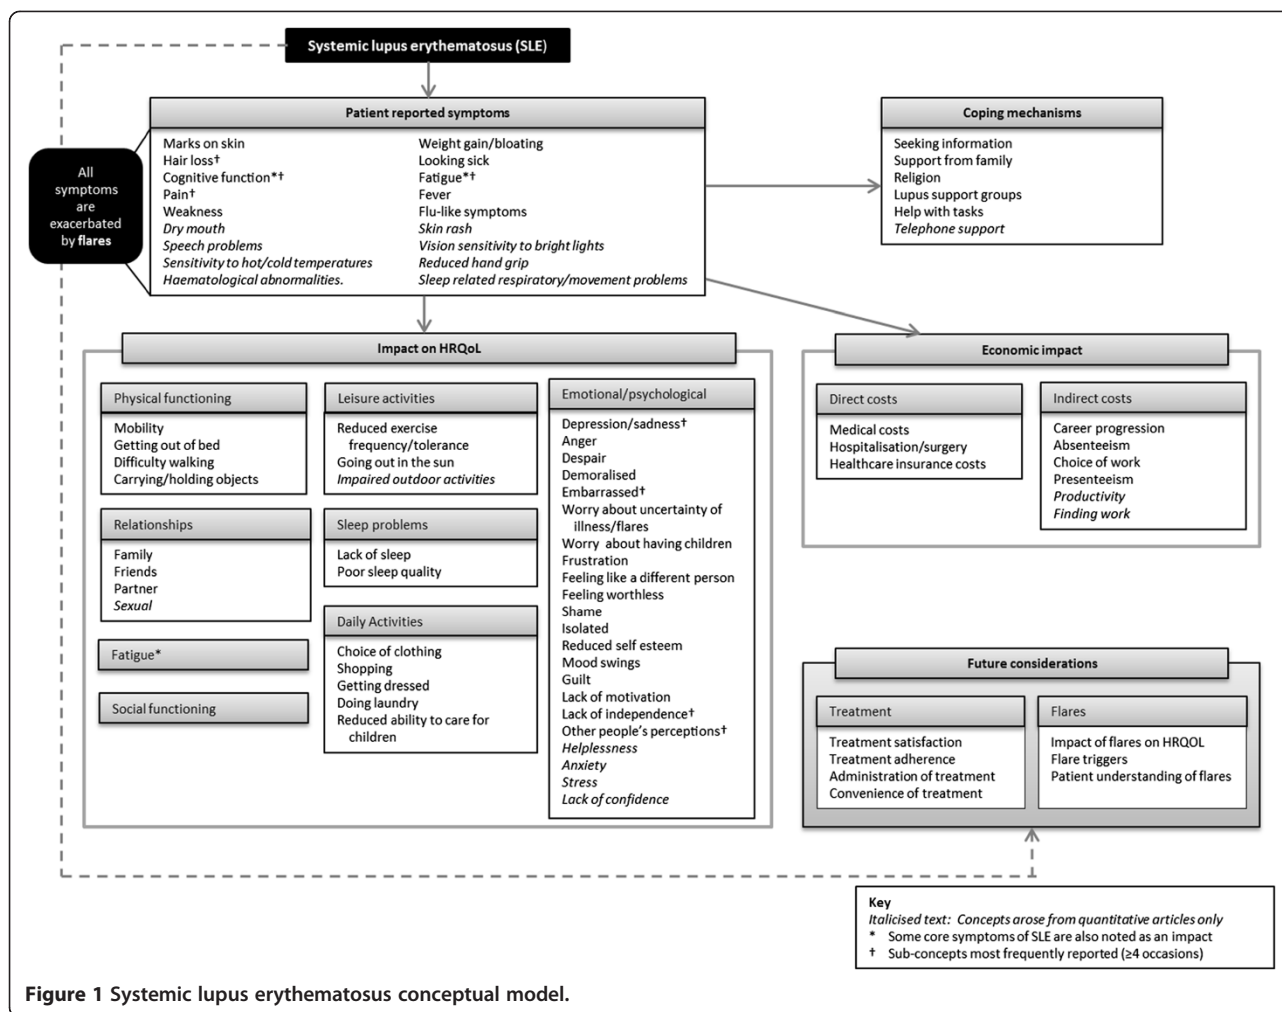 Systemic lupus erythematosus (SLE)
Patient reported symptoms
Marks on skin
Hair loss†
Cognitive function*†
Pain†
Weakness
Dry mouth
Speech problems
Sensitivity to hot/cold temperatures
Haematological abnormalities.
Weight gain/bloating
Looking sick
Fatigue*†
Fever
Flu-like symptoms
Skin rash
Vision sensitivity to bright lights
Reduced hand grip
Sleep related respiratory/movement problems
All
symptoms
are
exacerbated
by flares
Coping mechanisms
Seeking information
Support from family
Religion
Lupus support groups
Help with tasks
Telephone support
Impact on HRQoL
Physical functioning
Mobility
Getting out of bed
Difficulty walking
Carrying/holding objects
Relationships
Family
Friends
Partner
Sexual
Fatigue*
Social functioning
Leisure activities
Reduced exercise
frequency/tolerance
Going out in the sun
Impaired outdoor activities
Sleep problems
Lack of sleep
Poor sleep quality
Daily Activities
Choice of clothing
Shopping
Getting dressed
Doing laundry
Reduced ability to care for
children
Emotional/psychological
Depression/sadness†
Anger
Despair
Demoralised
Embarrassed†
Worry about uncertainty of
illness/flares
Worry about having children
Frustration
Feeling like a different person
Feeling worthless
Shame
Isolated
Reduced self esteem
Mood swings
Guilt
Lack of motivation
Lack of independence†
Other people's perceptions†
Helplessness
Anxiety
Stress
Lack of confidence
Economic impact
Direct costs
Medical costs
Hospitalisation/surgery
Healthcare insurance costs
Indirect costs
Career progression
Absenteeism
Choice of work
Presenteeism
Productivity
Finding work
Future considerations
Treatment
Treatment satisfaction
Treatment adherence
Administration of treatment
Convenience of treatment
Flares
Impact of flares on HRQOL
Flare triggers
Patient understanding of flares
Key
Italicised text: Concepts arose from quantitative articles only
* Some core symptoms of SLE are also noted as an impact
† Sub-concepts most frequently reported (≥4 occasions)
Figure 1 Systemic lupus erythematosus conceptual model.